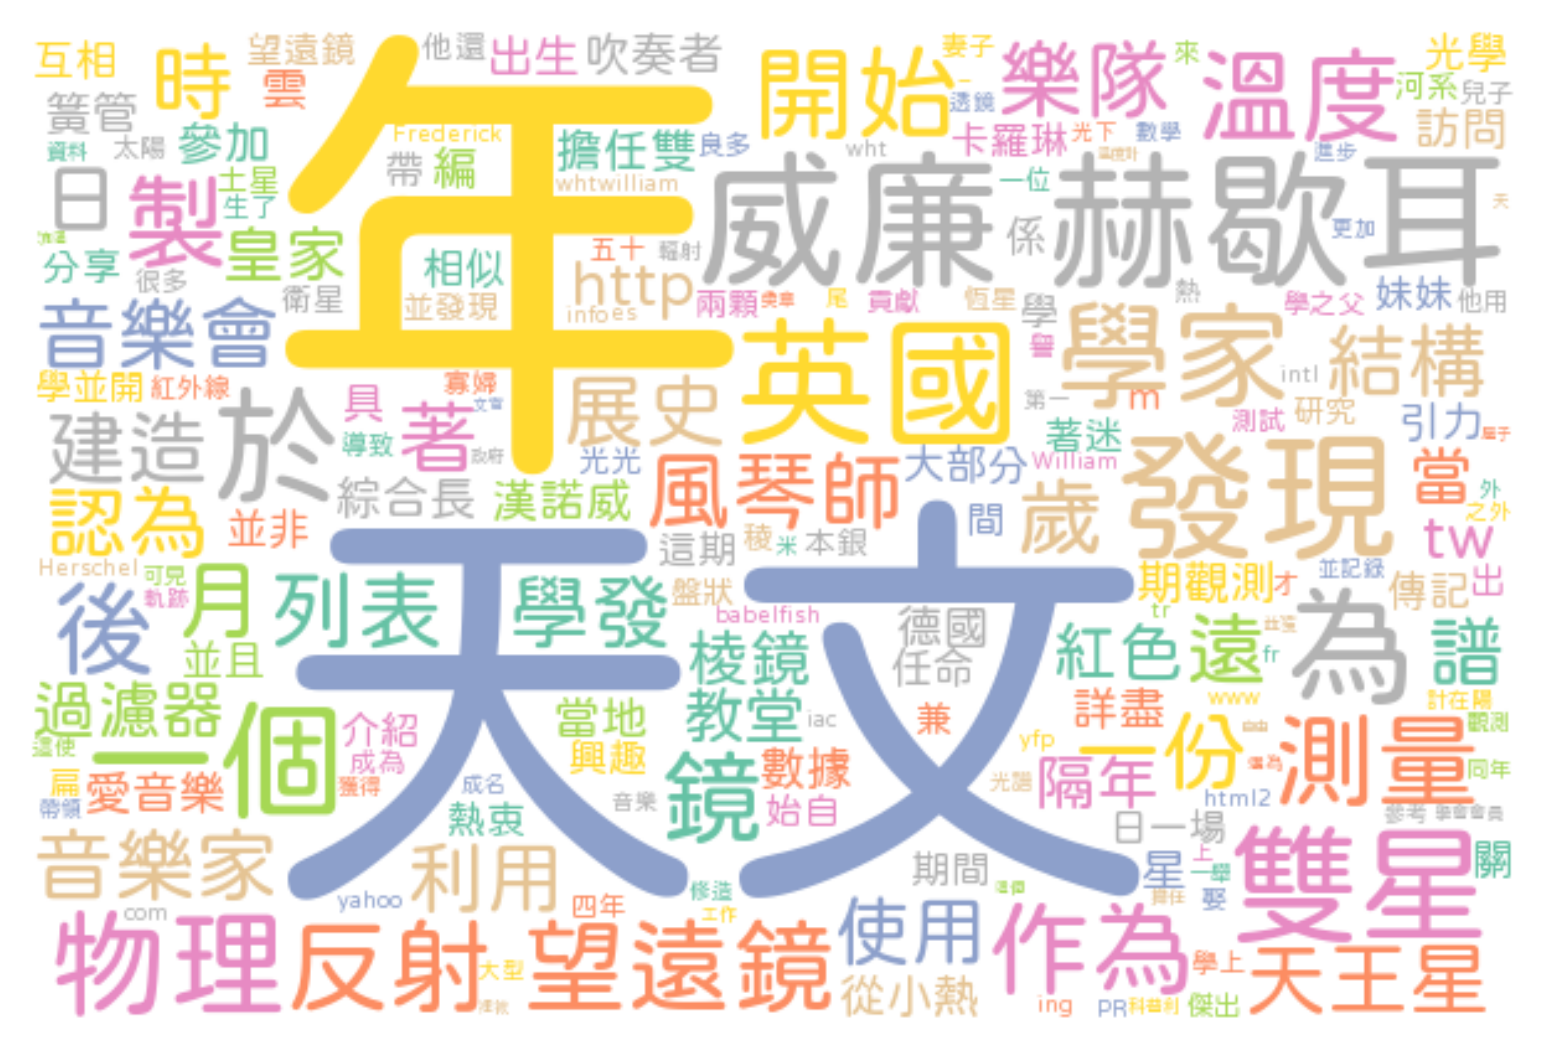 互相
時
望遠鏡
雲
年
他還
出生
吹奏者
開始
妻子
樂隊
來
溫度
光學
河系
兒子
透鏡
簧管
資料
太陽
參加
Frederick
帶
編
擔任雙
良多
wht
卡羅琳
光下
數學
進步
訪問
日
製
土星
生了
whtwilliam
威廉
一位
赫歇耳
天
分享
很多
皇家
相似
五十
輻射
係
更加
音樂會
衛星
並發現
http
infoes
兩顆
尾
貢獻
恆星
學
熱
學之父
妹妹
他用
英國
學家
結構
學並開
紅外線
具
寡婦
展史
第一
m
intl
測試
研究
引力
建造
於
導致
著
政府
光光
風琴師
大部分
著迷
William
發現
當
外
之外
認為
並非
綜合長
漢諾威
這期
稜
米
本銀
間
歲
tw
Herschel
可見
軌跡
天文
期觀測
才
並記錄
傳記
出
後
月
列表
學發
盤狀
babelfish
德國
任命
tr
fr
紅色
遠
為
譜
並且
棱鏡
過濾器
一個
介紹
成為
當地
興趣
教堂
iac
兼
詳盡
www
計在陽
觀測
這使
扁
愛音樂
獲得
帶領
成名
熱衷
音樂
鏡
數據
始自
yfp
光譜
隔年
一份
測量
同年
html2
參考
學會會員
音樂家
yahoo
利用
修造
工作
四年
期間
日一場
星
上
一舉
娶
雙星
關
com
物理
反射
大型
望遠鏡
使用
從小熱
作為
ing
PR
科普利
傑出
學上
天王星